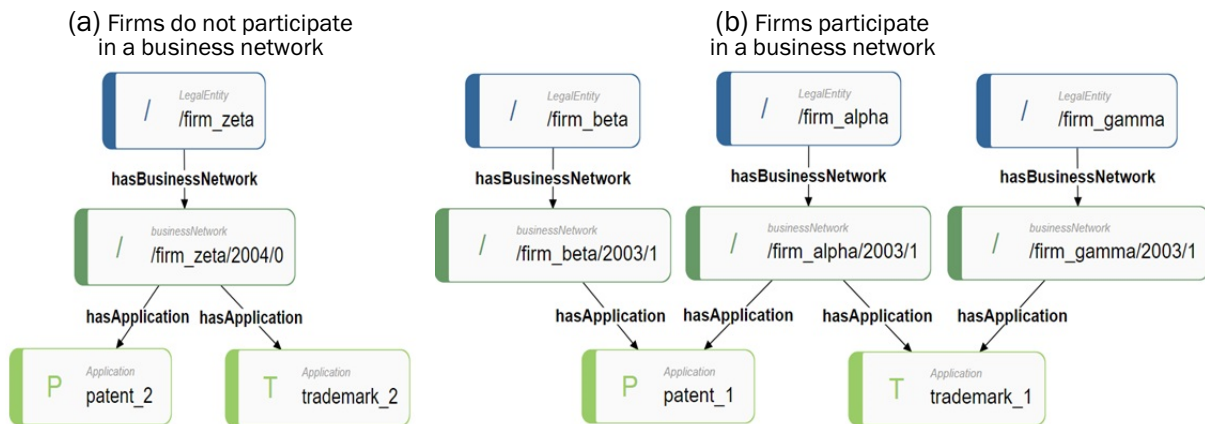 (a) Firms do not participate
in a business network
(b) Firms participate
in a business network
LegalEntity
/ /firm_zeta
LegalEntity
/ /firm_beta
LegalEntity
/ /firm_alpha
LegalEntity
/ /firm_gamma
hasBusinessNetwork
hasBusinessNetwork
hasBusinessNetwork
hasBusinessNetwork
businessNetwork
/ /firm_zeta/2004/0
businessNetwork
/ /firm_beta/2003/1
businessNetwork
/ /firm_alpha/2003/1
businessNetwork
/ /firm_gamma/2003/1
hasApplication
hasApplication
hasApplication
hasApplication
hasApplication
hasApplication
Application
P patent_2
Application
T trademark_2
Application
P patent_1
Application
T trademark_1